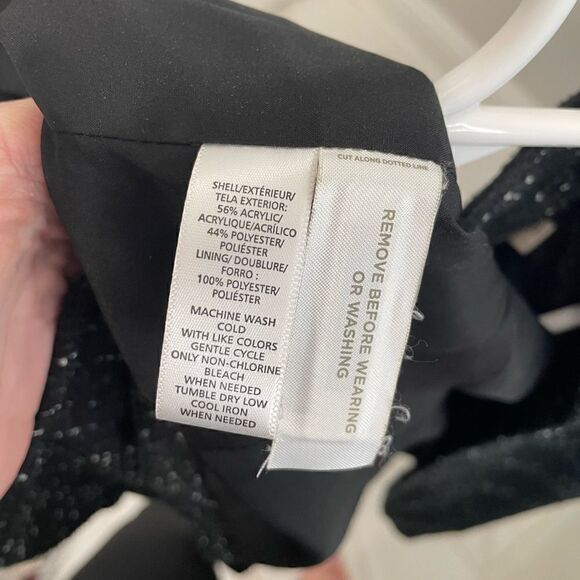 SHELL/EXTÉRIEUR/
TELA EXTERIOR:
56% ACRYLIC/
ACRYLIQUE/ACRÍLICO
44% POLYESTER/
POLIÉSTER
LINING/ DOUBLURE/
FORRO :
100% POLYESTER/
POLIÉSTER
MACHINE WASH
COLD
WITH LIKE COLORS
GENTLE CYCLE
ONLY NON-CHLORINE
BLEACH
WHEN NEEDED
TUMBLE DRY LOW
COOL IRON
WHEN NEEDED
CUT ALONG DOTTED LINE
REMOVE BEFORE WEARING
OR WASHING